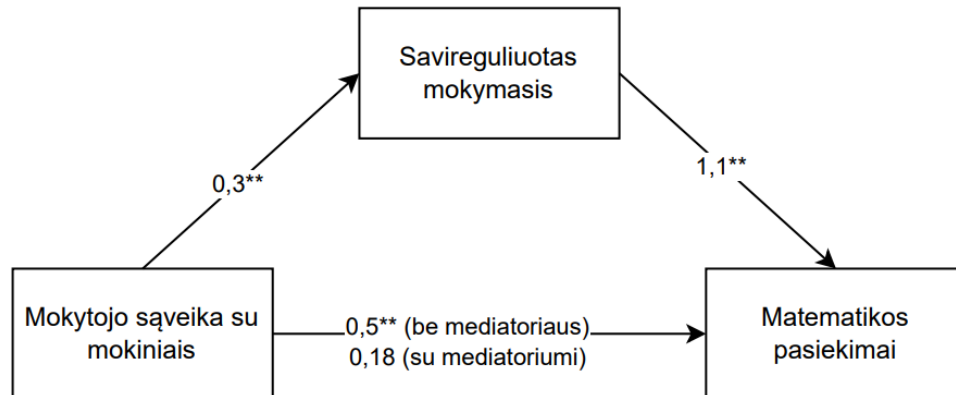 Savireguliuotas
mokymasis
0,3**
1,1**
Mokytojo sąveika su
mokiniais
0,5** (be mediatoriaus)
0,18 (su mediatoriumi)
Matematikos
pasiekimai